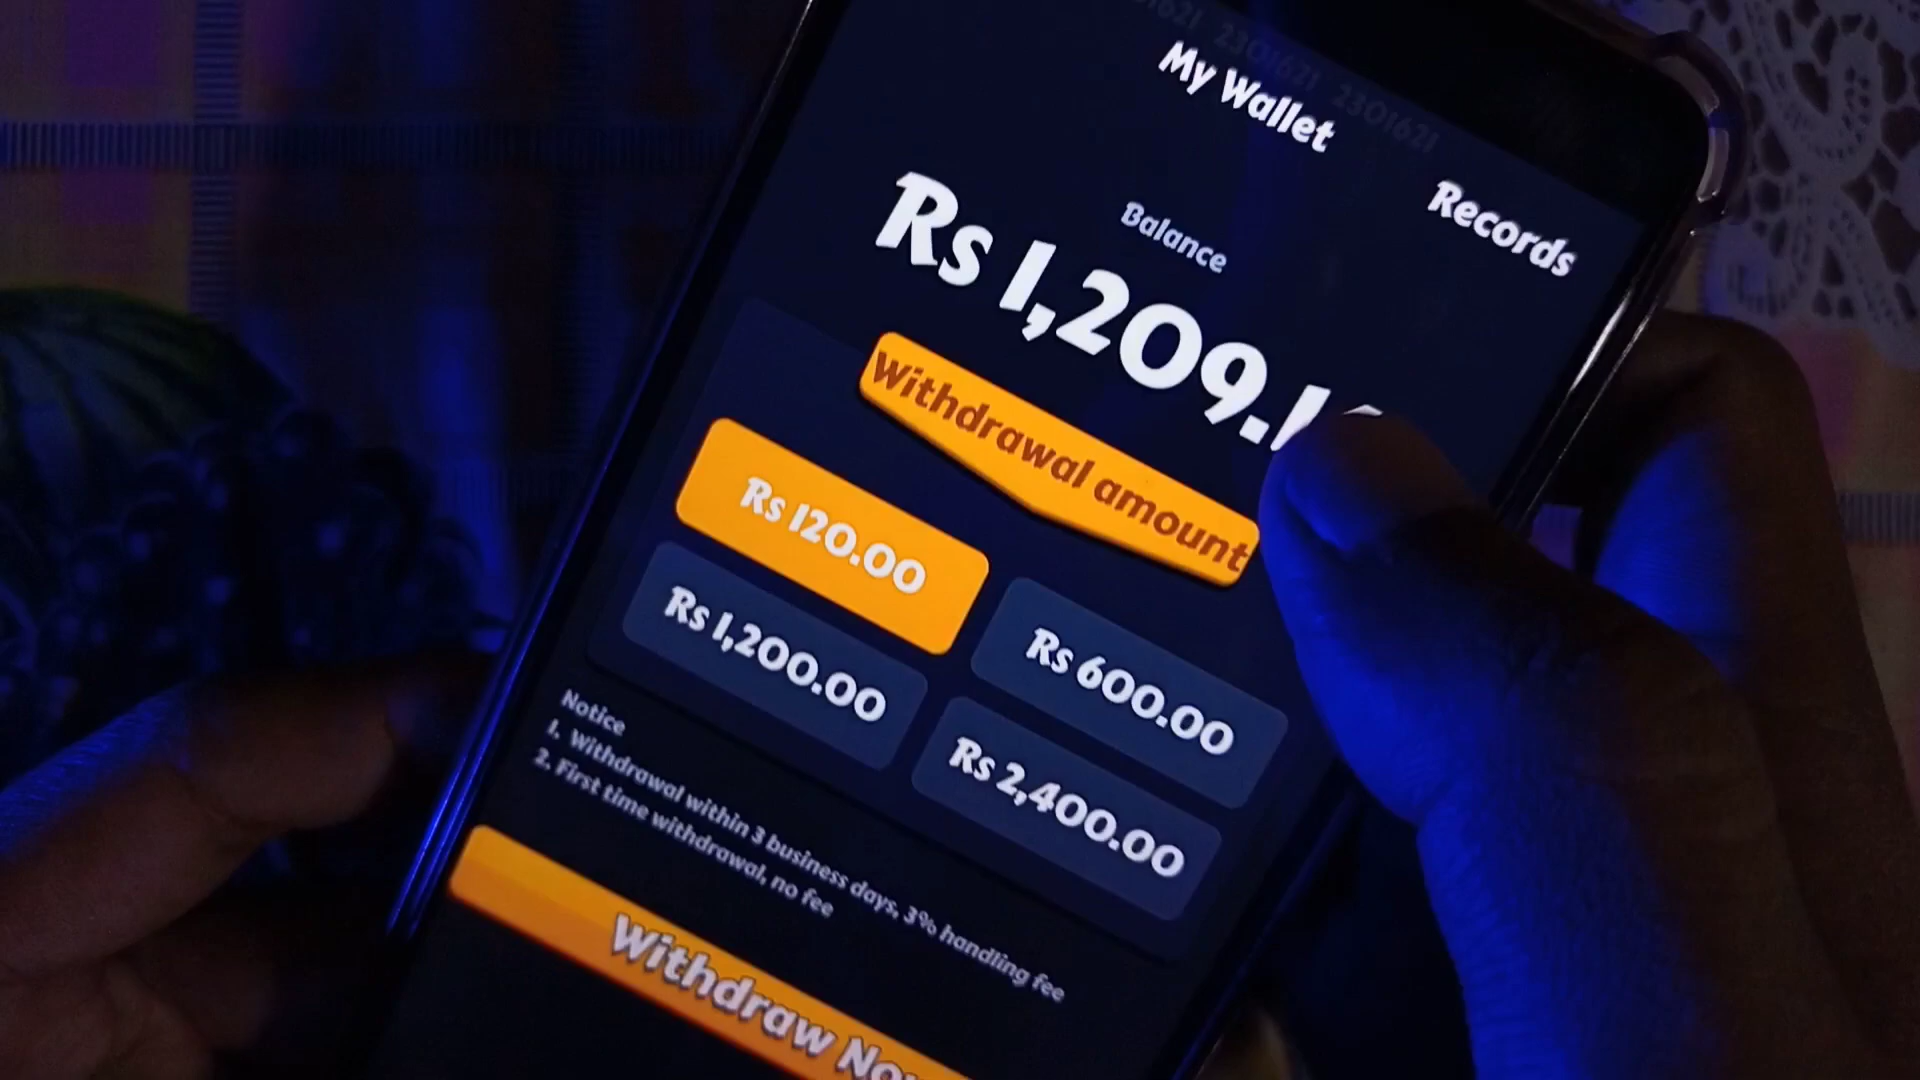 2301621 2301621
My Wallet
Records
Balance
Rs 1,209.
Withdrawal amount
Rs 120.00
Rs 600.00
Rs 1,200.00
Rs 2,400.00
Notice
1. Withdrawal within 3 business days, 3% handling fee
2. First time withdrawal, no fee
Withdraw